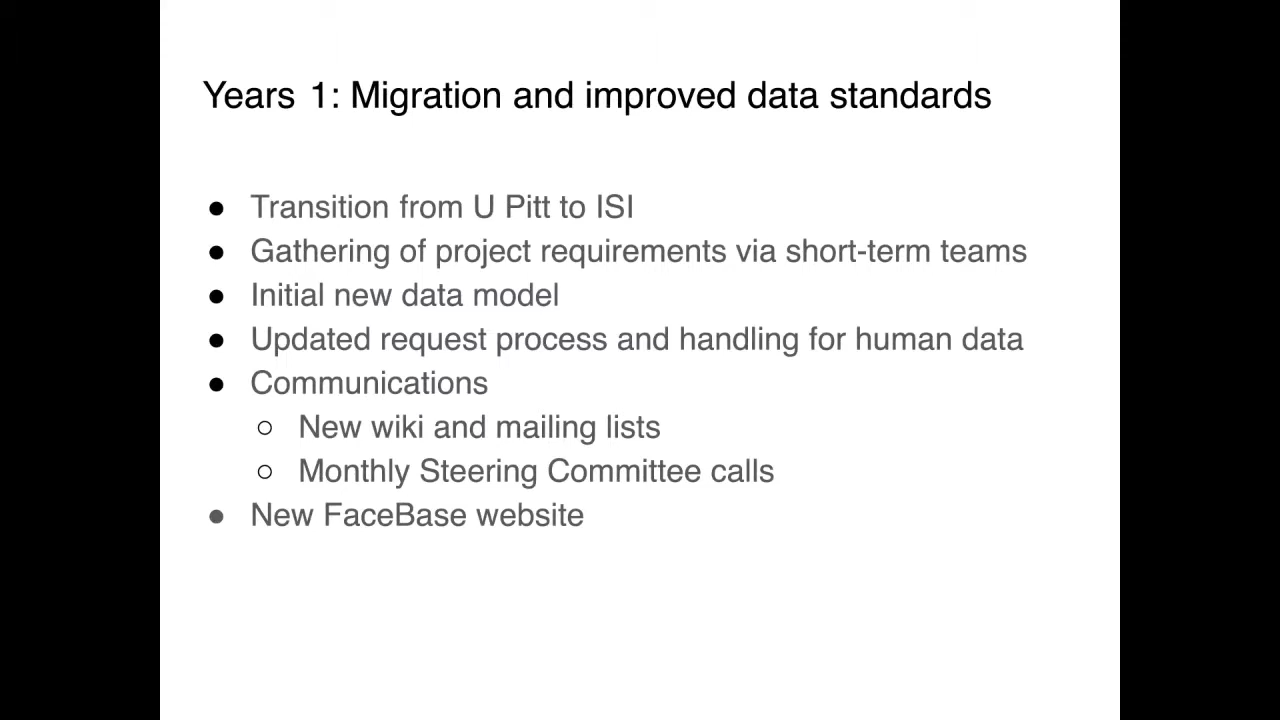 Years 1: Migration and improved data standards
● Transition from U Pitt to ISI
● Gathering of project requirements via short-term teams
● Initial new data model
● Updated request process and handling for human data
● Communications
○ New wiki and mailing lists
○ Monthly Steering Committee calls
● New FaceBase website